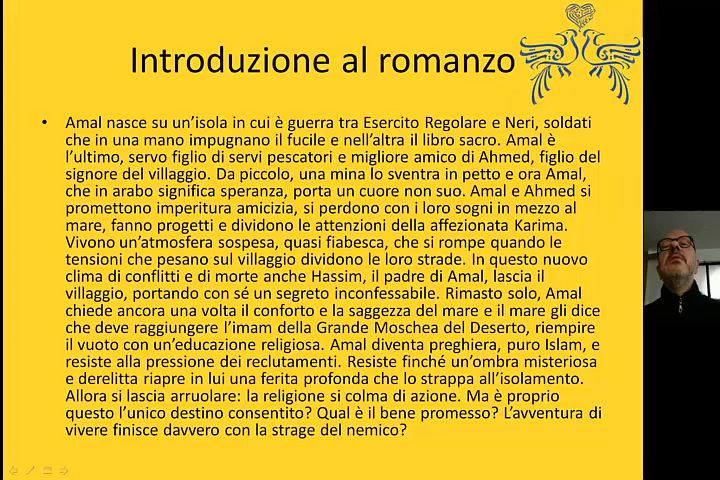 Introduzione al romanzo
• Amal nasce su un’isola in cui è guerra tra Esercito Regolare e Neri, soldati
che in una mano impugnano il fucile e nell’altra il libro sacro. Amal è
l’ultimo, servo figlio di servi pescatori e migliore amico di Ahmed, figlio del
signore del villaggio. Da piccolo, una mina lo sventra in petto e ora Amal,
che in arabo significa speranza, porta un cuore non suo. Amal e Ahmed si
promettono imperitura amicizia, si perdono con i loro sogni in mezzo al
mare, fanno progetti e dividono le attenzioni della affezionata Karima.
Vivono un’atmosfera sospesa, quasi fiabesca, che si rompe quando le
tensioni che pesano sul villaggio dividono le loro strade. In questo nuovo
clima di conflitti e di morte anche Hassim, il padre di Amal, lascia il
villaggio, portando con sé un segreto inconfessabile. Rimasto solo, Amal
chiede ancora una volta il conforto e la saggezza del mare e il mare gli dice
che deve raggiungere l’imam della Grande Moschea del Deserto, riempire
il vuoto con un’educazione religiosa. Amal diventa preghiera, puro Islam, e
resiste alla pressione dei reclutamenti. Resiste finché un’ombra misteriosa
e derelitta riapre in lui una ferita profonda che lo strappa all’isolamento.
Allora si lascia arruolare: la religione si colma di azione. Ma è proprio
questo l’unico destino consentito? Qual è il bene promesso? L’avventura di
vivere finisce davvero con la strage del nemico?